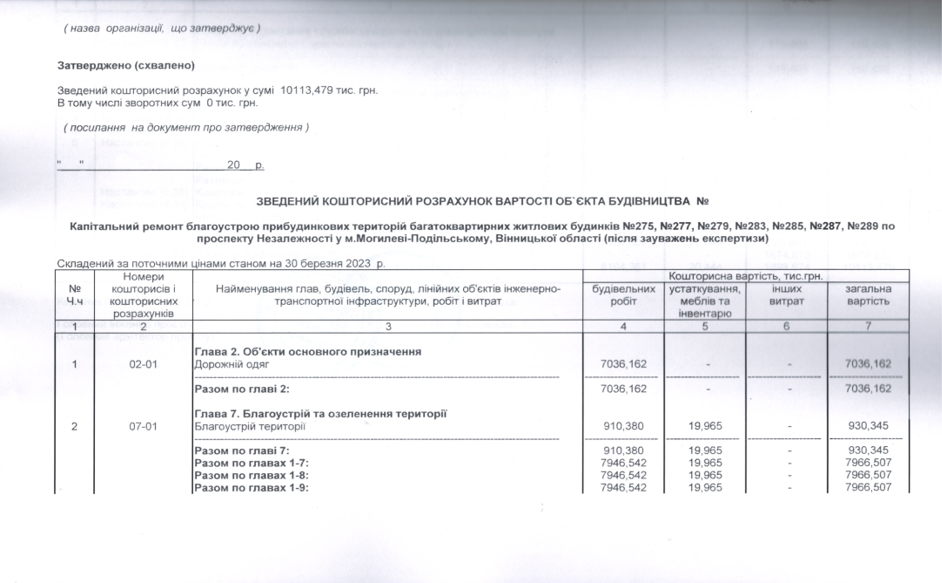 ( назва організації, що затверджує )
Затверджено (схвалено)
Зведений кошторисний розрахунок у сумі 10113,479 тис. грн.
В тому числі зворотних сум 0 тис. грн.
( посилання на документ про затвердження )
" " 20 р.
ЗВЕДЕНИЙ КОШТОРИСНИЙ РОЗРАХУНОК ВАРТОСТІ ОБ`ЄКТА БУДІВНИЦТВА №
Капітальний ремонт благоустрою прибудинкових територій багатоквартирних житлових будинків №275, №277, №279, №283, №285, №287, №289 по
проспекту Незалежності у м.Могилеві-Подільському, Вінницької області (після зауважень експертизи)
Складений за поточними цінами станом на 30 березня 2023 р.
№ Ч.ч
Номери кошторисів і кошторисних розрахунків
Найменування глав, будівель, споруд, лінійних об'єктів інженерно-
транспортної інфраструктури, робіт і витрат
Кошторисна вартість, тис.грн.
будівельних робіт
устаткування, меблів та інвентарю
інших витрат
загальна вартість
1 2 3 4 5 6 7
Глава 2. Об'єкти основного призначення
1 02-01 Дорожній одяг 7036,162 - - 7036,162
Разом по главі 2: 7036,162 - - 7036,162
Глава 7. Благоустрій та озеленення території
2 07-01 Благоустрій території 910,380 19,965 - 930,345
Разом по главі 7: 910,380 19,965 - 930,345
Разом по главах 1-7: 7946,542 19,965 - 7966,507
Разом по главах 1-8: 7946,542 19,965 - 7966,507
Разом по главах 1-9: 7946,542 19,965 - 7966,507